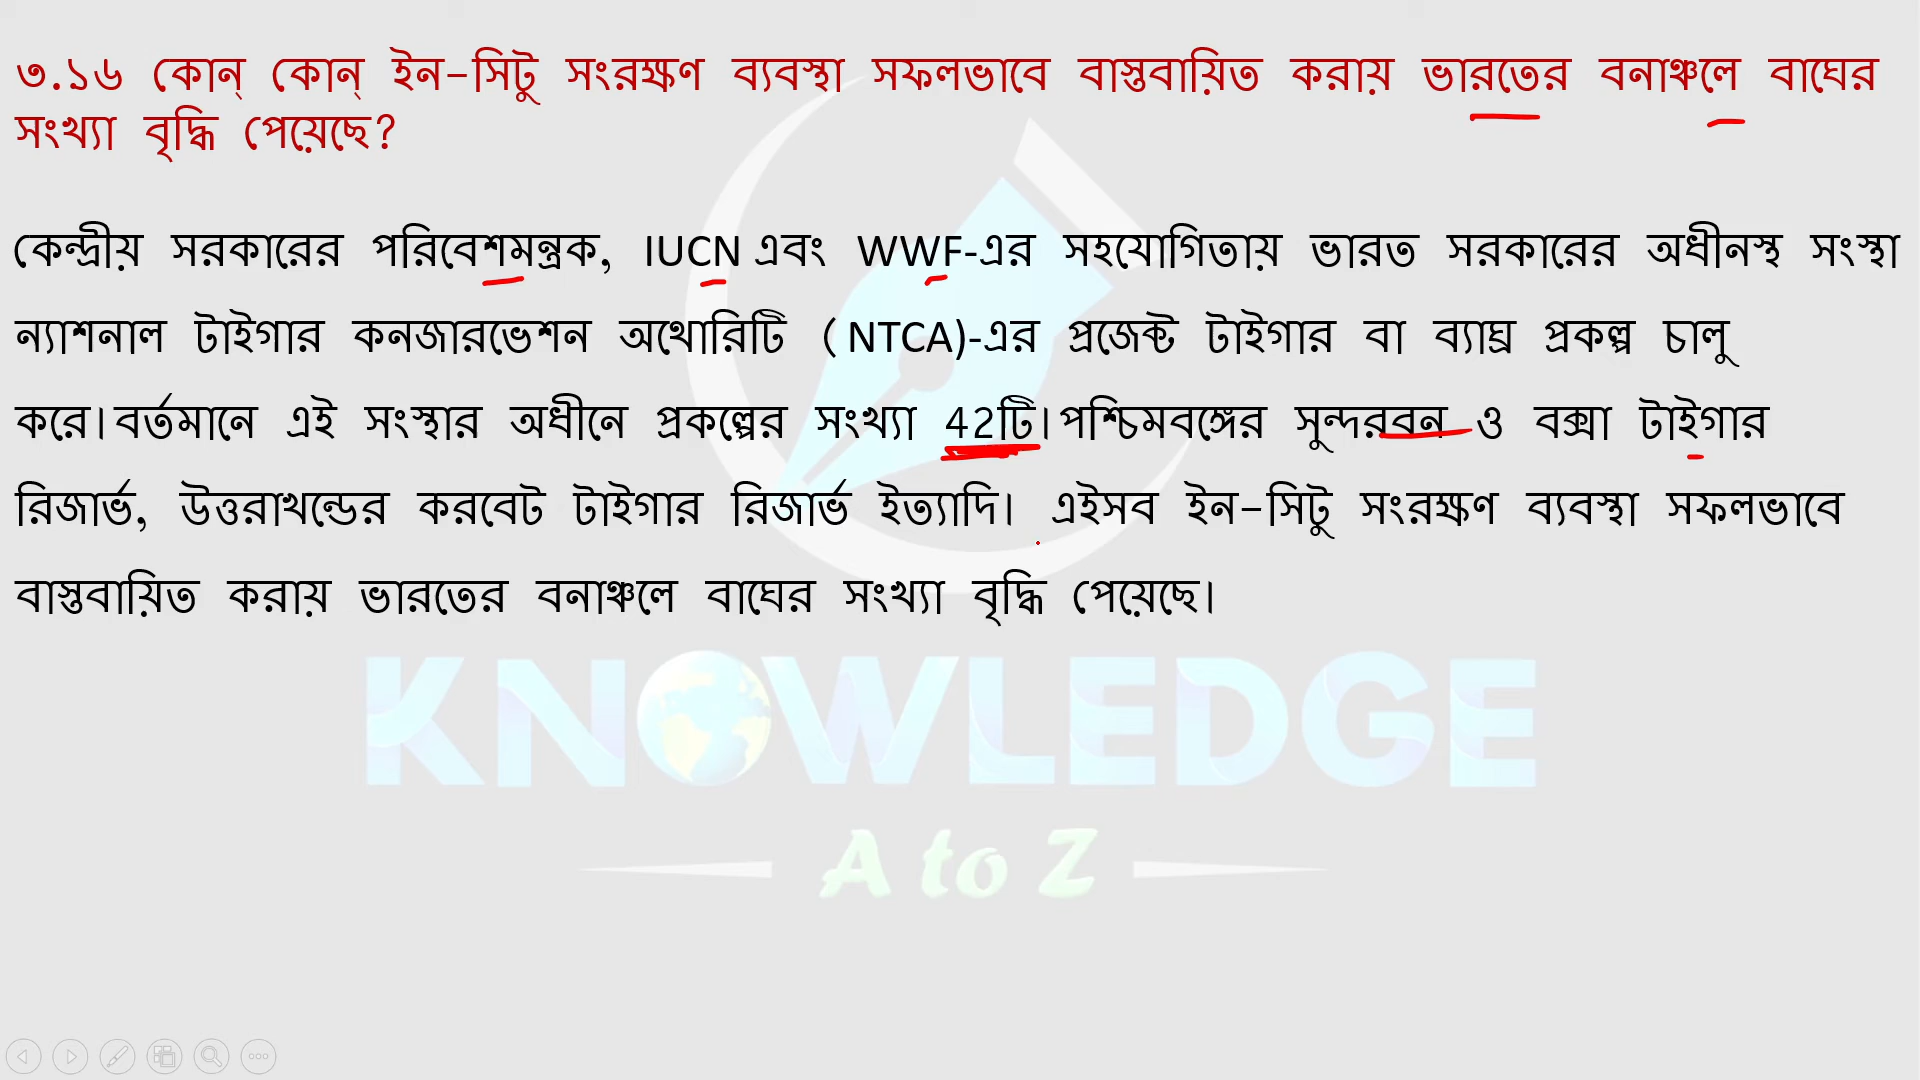 ৩.১৬ কোন্ কোন্ ইন-সিটু সংরক্ষণ ব্যবস্থা সফলভাবে বাস্তবায়িত করায় ভারতের বনাঞ্চলে বাঘের
সংখ্যা বৃদ্ধি পেয়েছে?
কেন্দ্রীয় সরকারের পরিবেশমন্ত্রক, IUCN এবং WWF-এর সহযোগিতায় ভারত সরকারের অধীনস্থ সংস্থা
ন্যাশনাল টাইগার কনজারভেশন অথোরিটি (NTCA)-এর প্রজেক্ট টাইগার বা ব্যাঘ্র প্রকল্প চালু
করে। বর্তমানে এই সংস্থার অধীনে প্রকল্পের সংখ্যা 42টি। পশ্চিমবঙ্গের সুন্দরবন ও বক্সা টাইগার
রিজার্ভ, উত্তরাখন্ডের করবেট টাইগার রিজার্ভ ইত্যাদি। এইসব ইন-সিটু সংরক্ষণ ব্যবস্থা সফলভাবে
বাস্তবায়িত করায় ভারতের বনাঞ্চলে বাঘের সংখ্যা বৃদ্ধি পেয়েছে।
KNOWLEDGE
A to Z